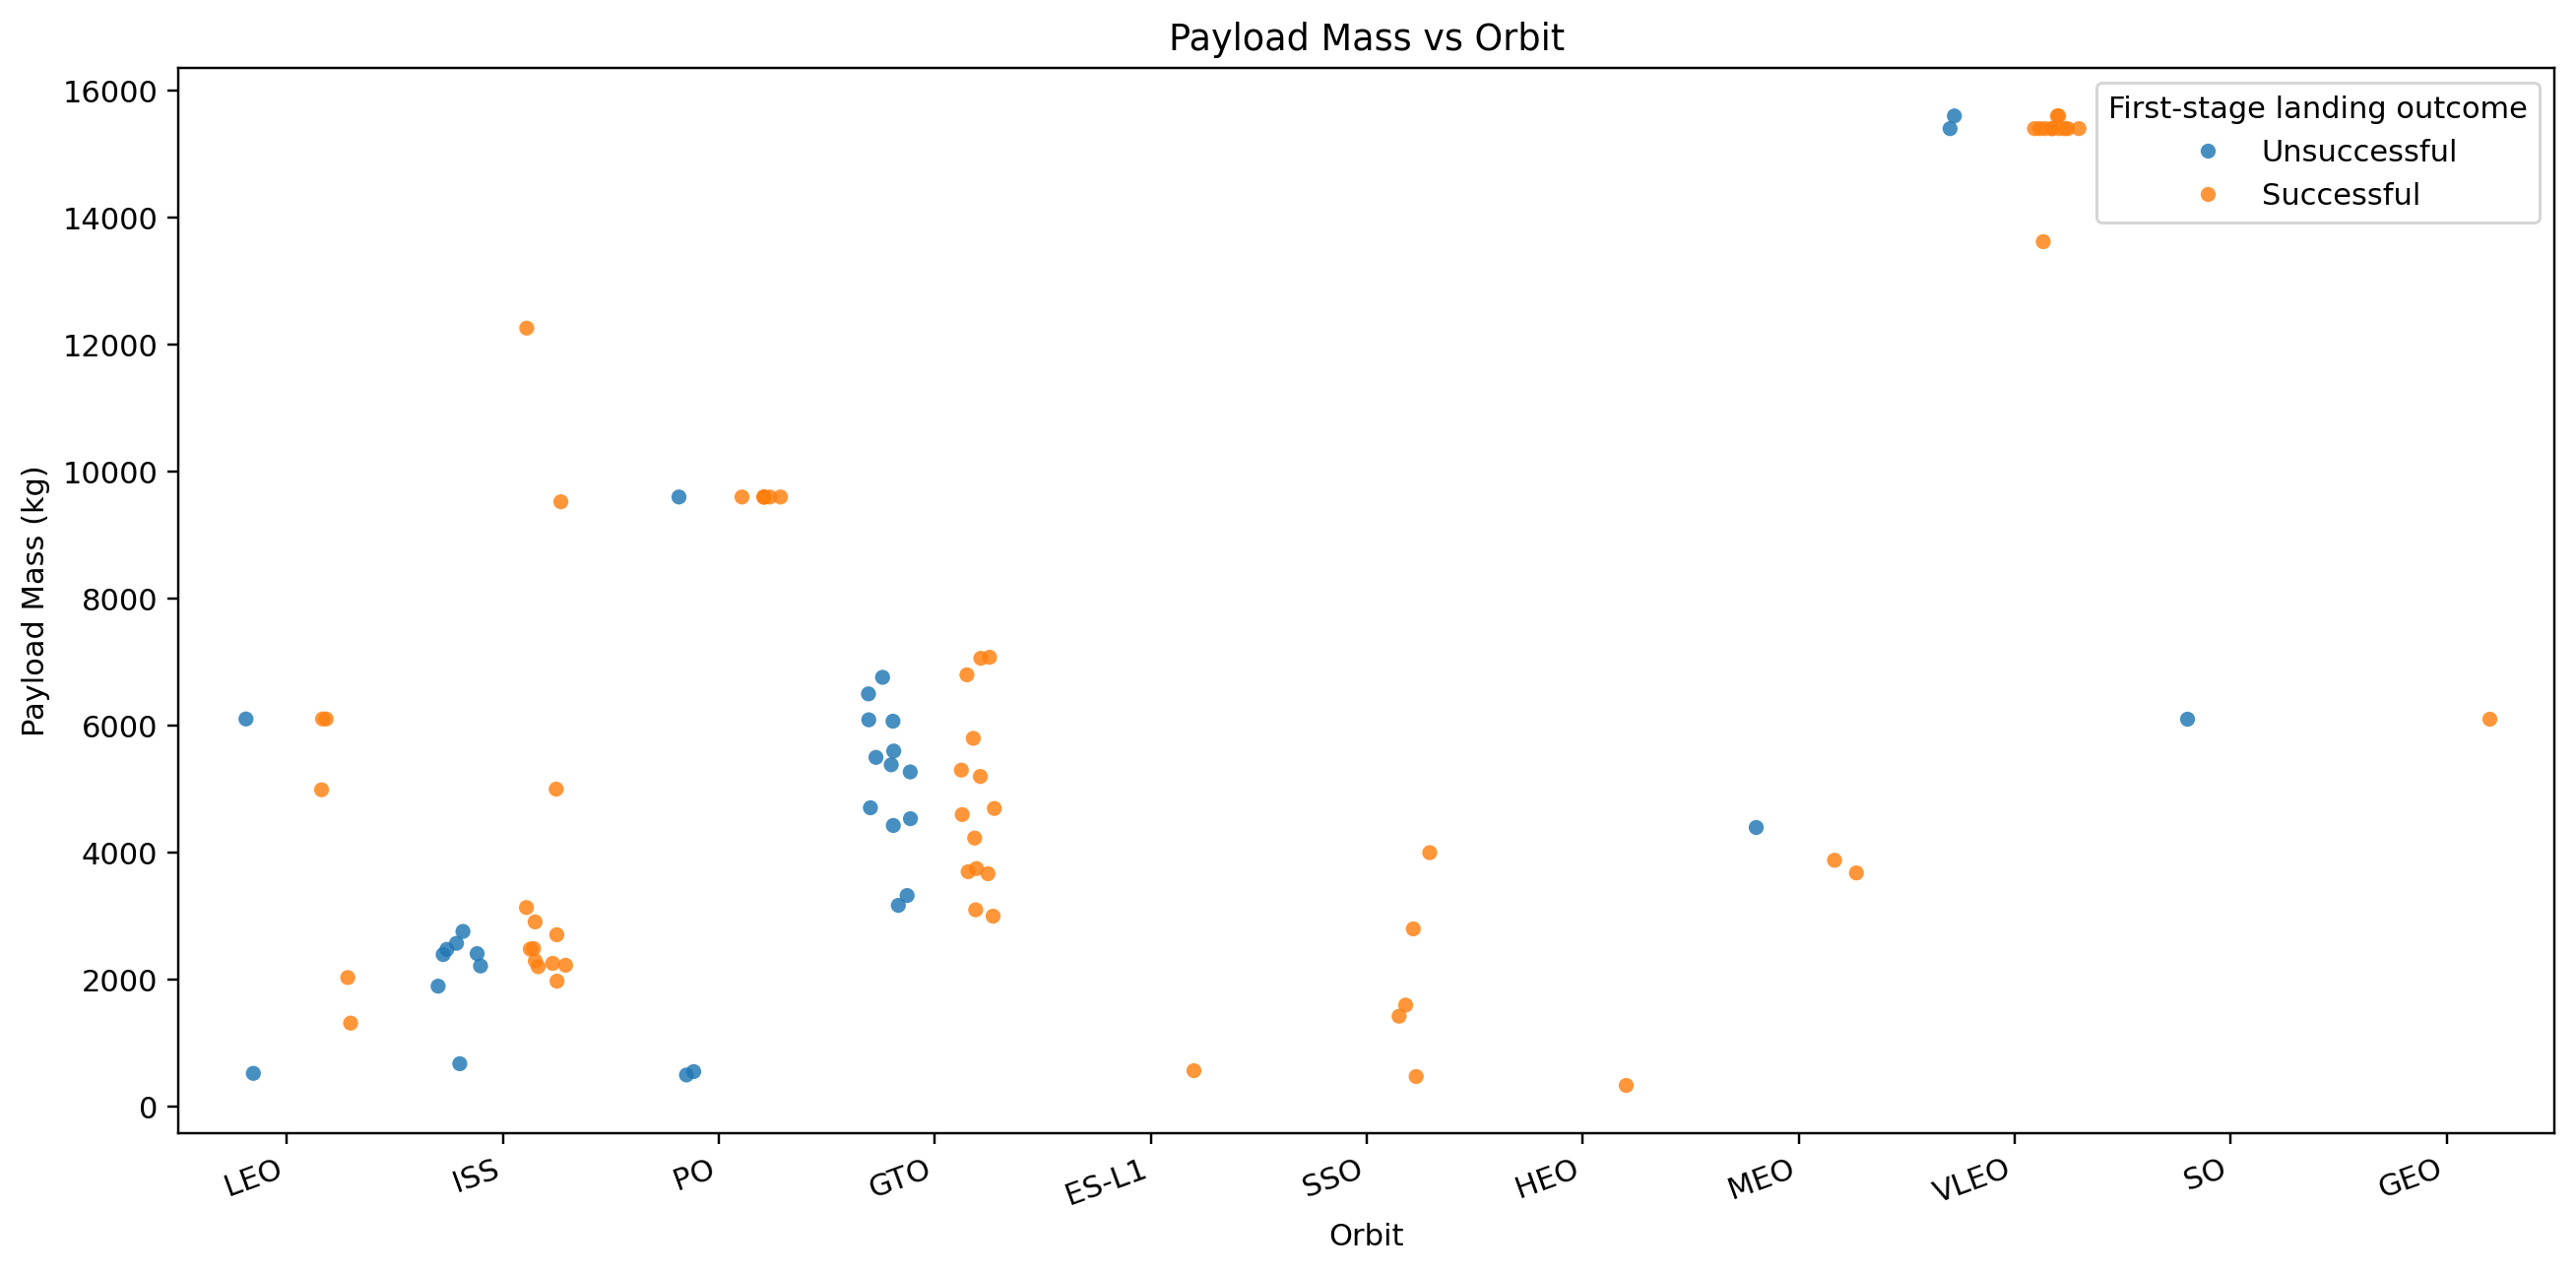 Payload Mass vs Orbit
First-stage landing outcome
Unsuccessful
Successful
Payload Mass (kg)
16000
14000
12000
10000
8000
6000
4000
2000
0
LEO
ISS
PO
GTO
ES-L1
SSO
HEO
MEO
VLEO
SO
GEO
Orbit